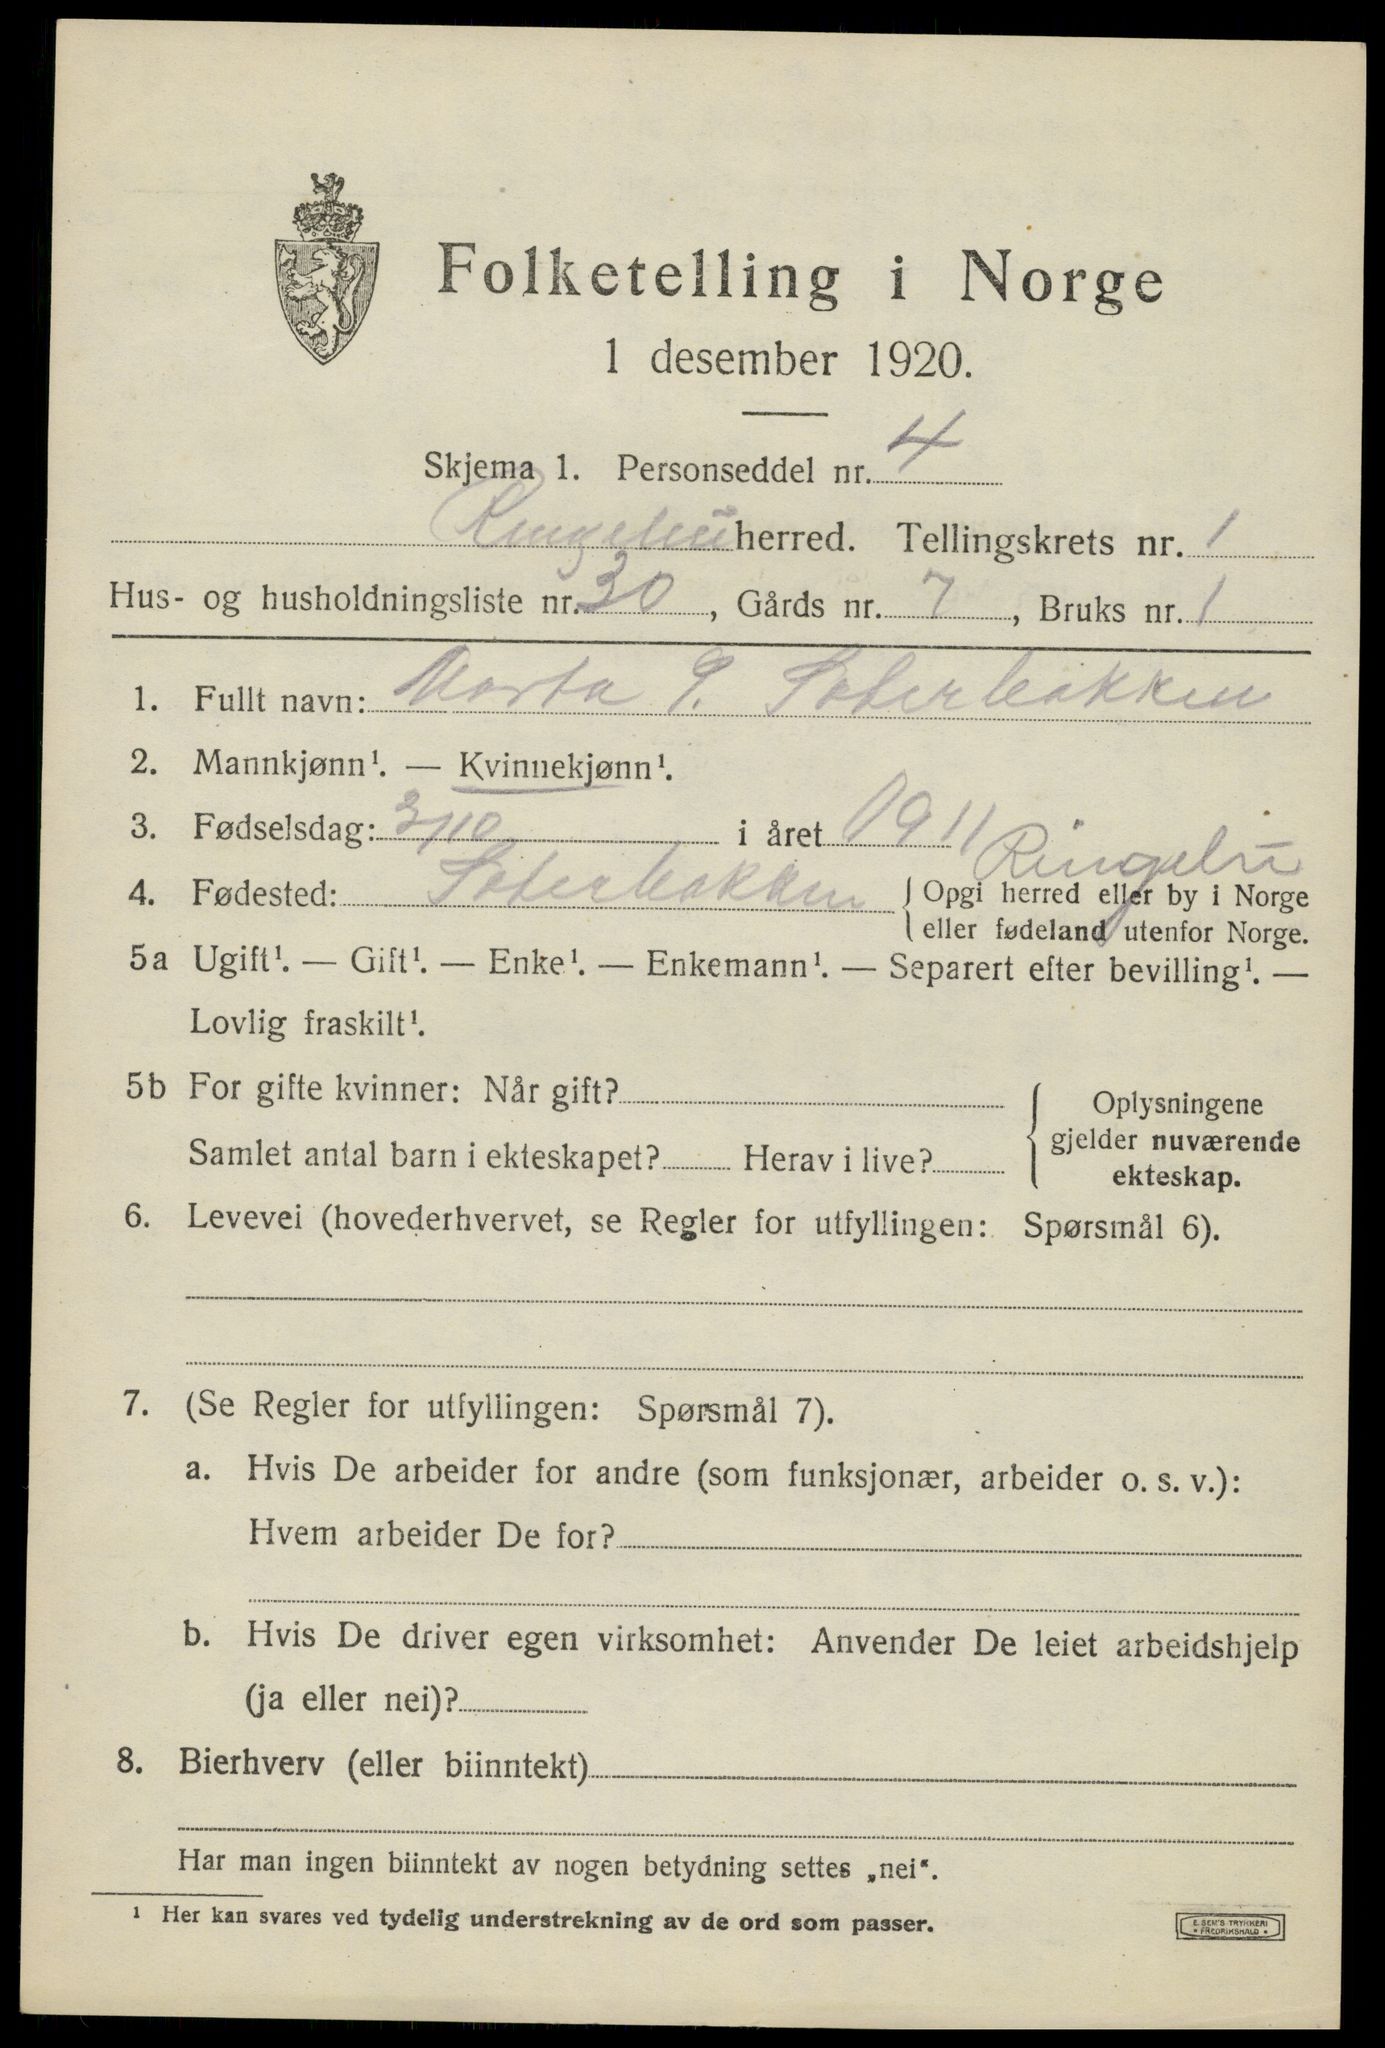 Folketelling i Norge
1 desember 1920.
Skjema 1. Personseddel nr. 4
Ringebu herred. Tellingskrets nr. 1
Hus- og husholdningsliste nr. 30, Gårds nr. 7, Bruks nr. 1
1. Fullt navn: Marta P. Saterbakken
2. Mannkjønn¹. — Kvinnekjønn¹.
3. Fødselsdag: 3/10 i året 1911
Ringebu
4. Fødested: Saterbakken { Opgi herred eller by i Norge
eller fødeland utenfor Norge.
5a Ugift¹. — Gift¹. — Enke¹. — Enkemann¹. — Separert efter bevilling¹. —
Lovlig fraskilt¹.
5b For gifte kvinner: Når gift?
Samlet antal barn i ekteskapet? Herav i live?
Oplysningene
gjelder nuværende
ekteskap.
6. Levevei (hovederhvervet, se Regler for utfyllingen: Spørsmål 6).
7. (Se Regler for utfyllingen: Spørsmål 7).
a. Hvis De arbeider for andre (som funksjonær, arbeider o. s. v.):
Hvem arbeider De for?
b. Hvis De driver egen virksomhet: Anvender De leiet arbeidshjelp
(ja eller nei)?
8. Bierhverv (eller biinntekt)
Har man ingen biinntekt av nogen betydning settes „nei“.
¹ Her kan svares ved tydelig understrekning av de ord som passer.
E. SEM'S TRYKKERI
* FREDRIKSHALD *